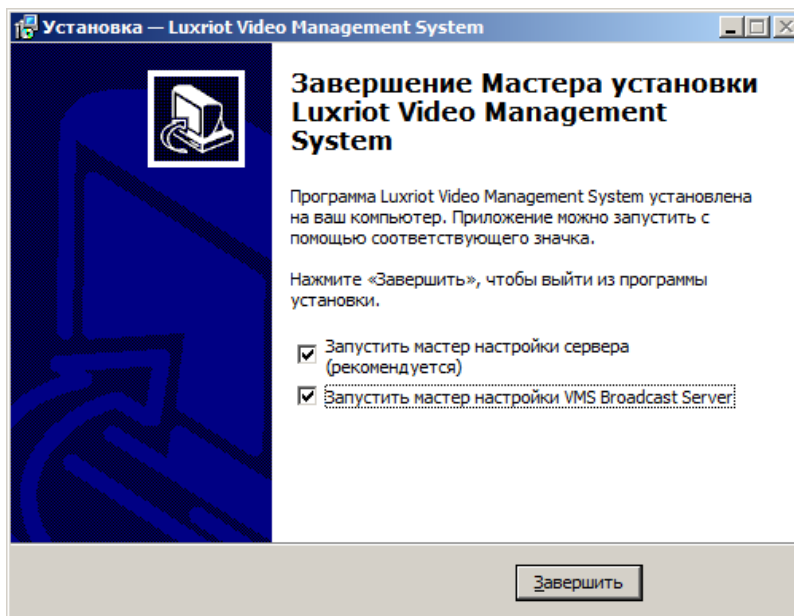 Установка — Luxriot Video Management System
Завершение Мастера установки
Luxriot Video Management
System
Программа Luxriot Video Management System установлена
на ваш компьютер. Приложение можно запустить с
помощью соответствующего значка.
Нажмите «Завершить», чтобы выйти из программы
установки.
Запустить мастер настройки сервера
(рекомендуется)
Запустить мастер настройки VMS Broadcast Server
Завершить